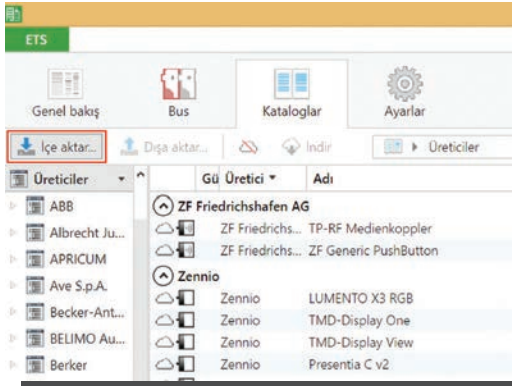 ETS
Genel bakış Bus Kataloglar Ayarlar
İçe aktar... Dışa aktar... İndir Üreticiler
Üreticiler Gü Üretici Adı
ABB
Albrecht Ju...
APRICUM
Ave S.p.A.
Becker-Ant...
BELIMO Au...
Berker
ZF Friedrichshafen AG
ZF Friedrichs... TP-RF Medienkoppler
ZF Friedrichs... ZF Generic PushButton
Zennio
Zennio LUMENTO X3 RGB
Zennio TMD-Display One
Zennio TMD-Display View
Zennio Presentia C v2